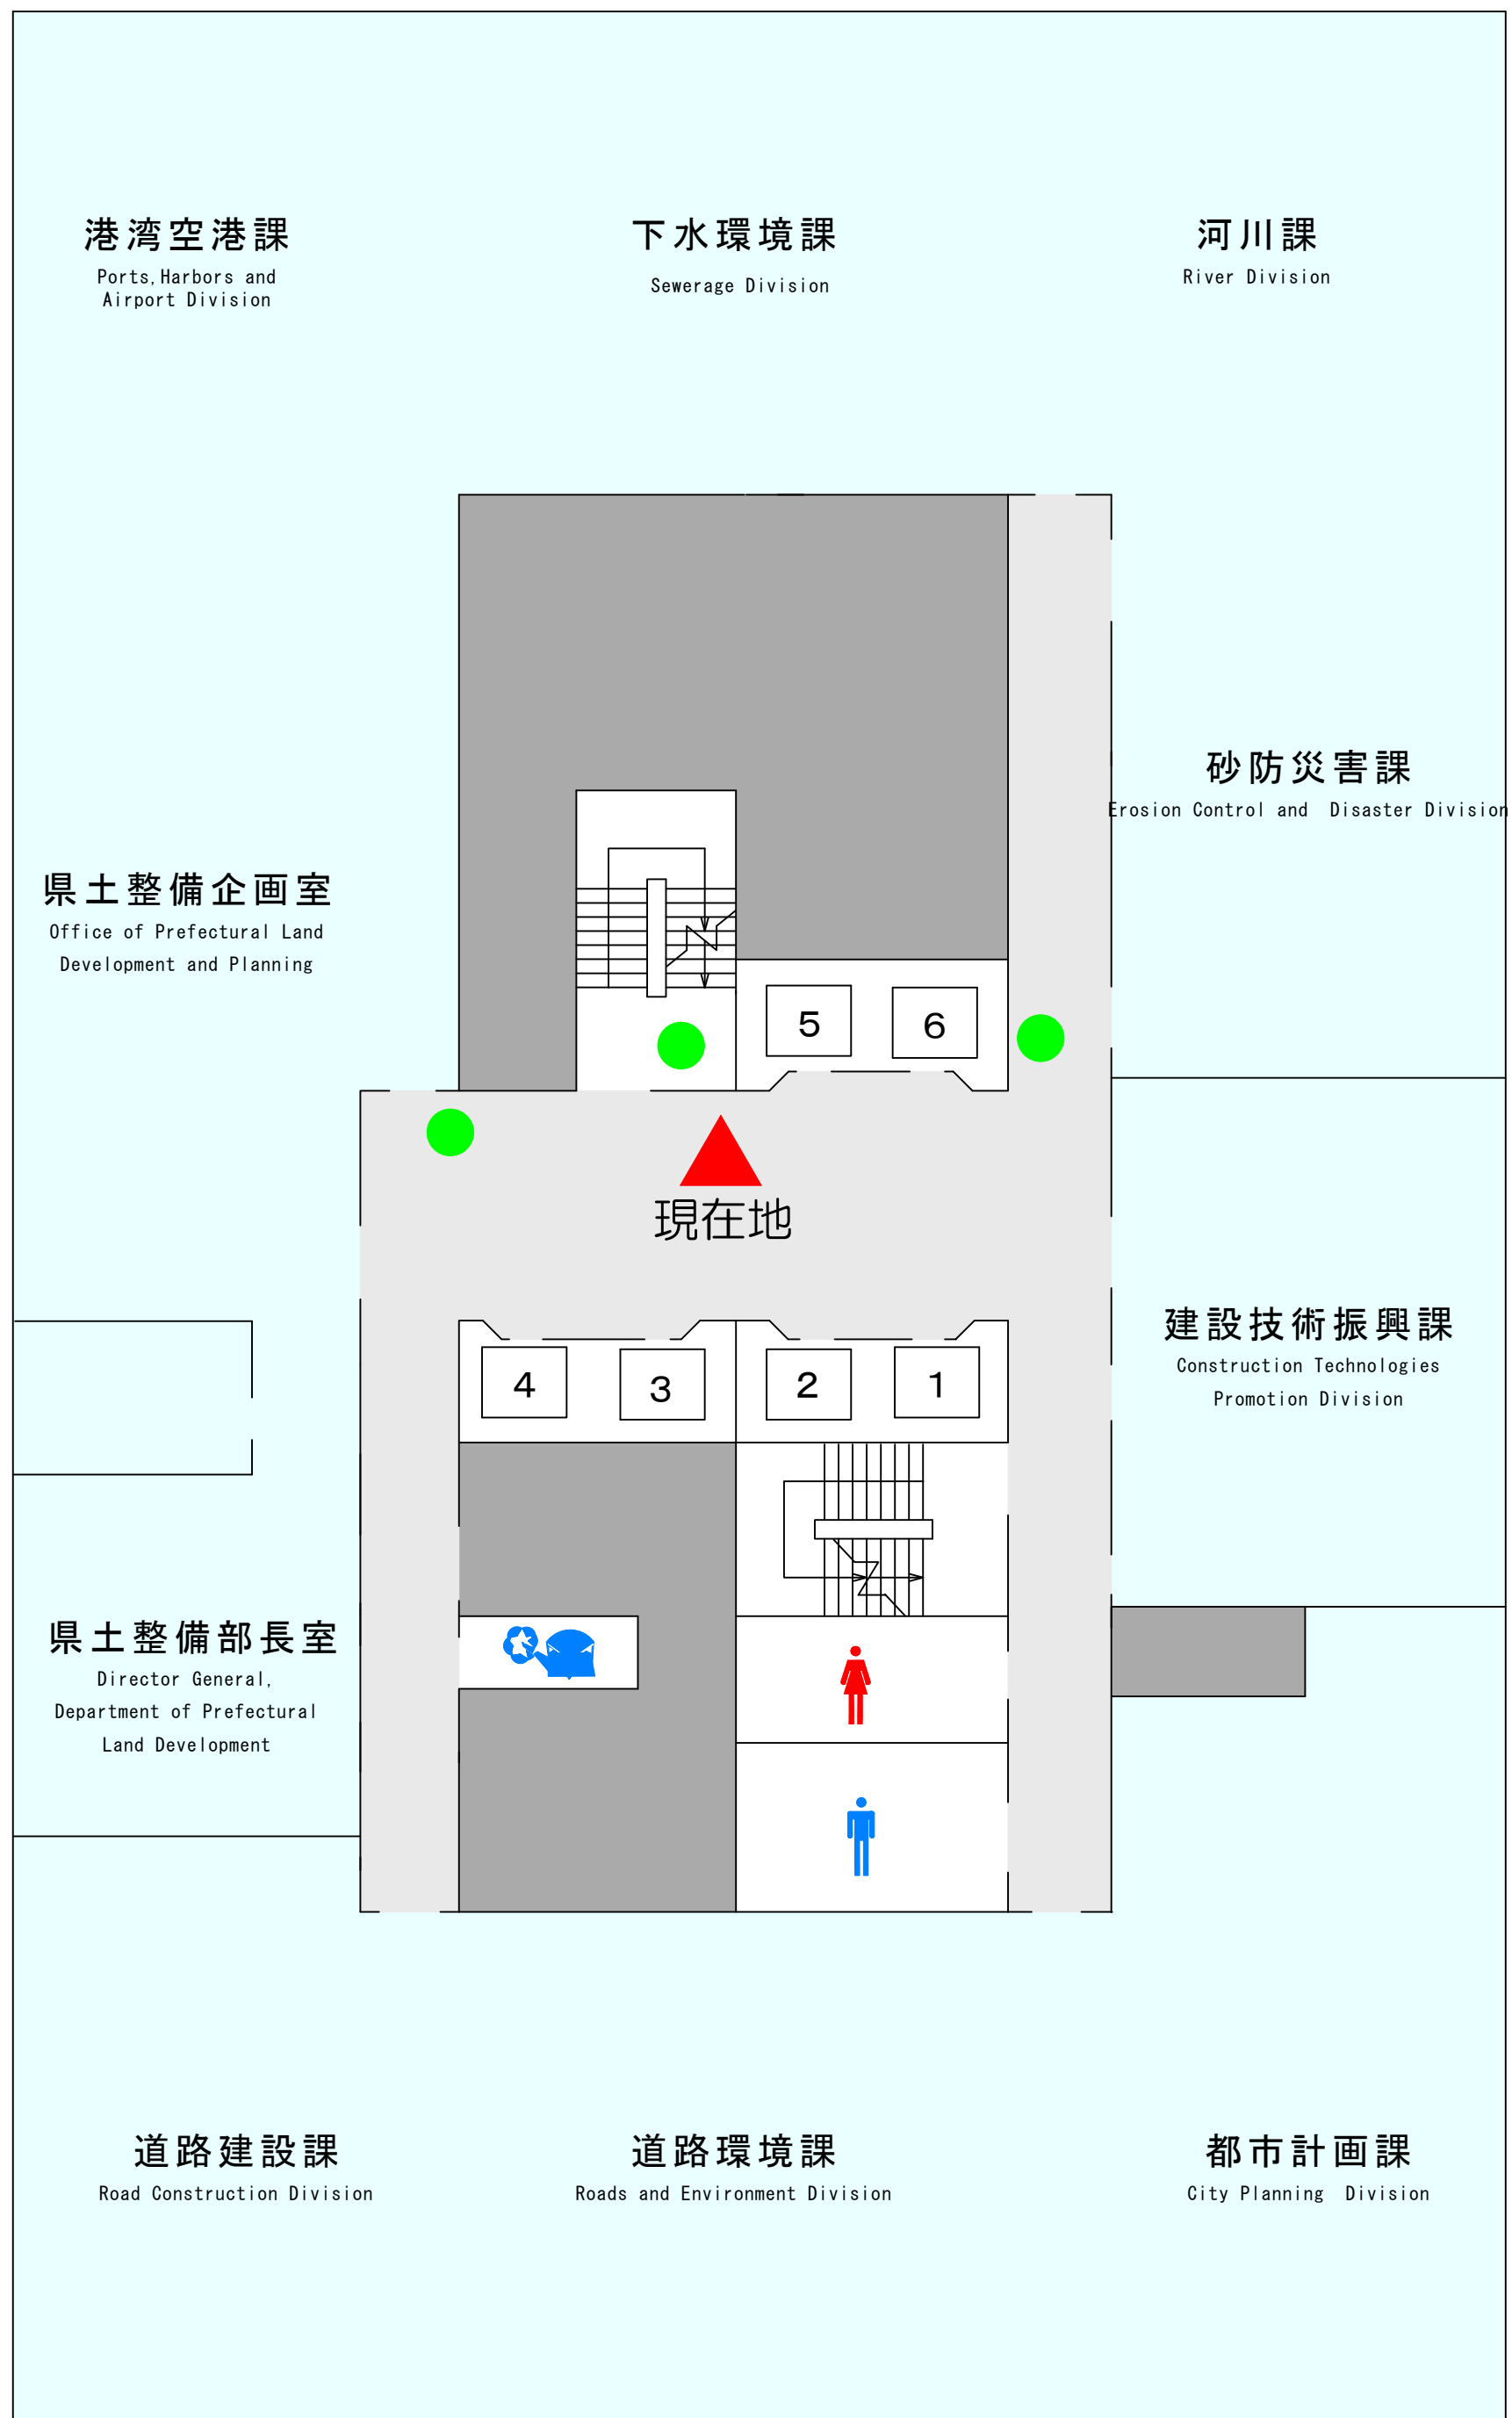 港湾空港課
Ports,Harbors and
Airport Division
下水環境課
Sewerage Division
河川課
River Division
砂防災害課
Erosion Control and Disaster Division
県土整備企画室
Office of Prefectural Land
Development and Planning
5
6
現在地
建設技術振興課
Construction Technologies
Promotion Division
4
3
2
1
県土整備部長室
Director General,
Department of Prefectural
Land Development
道路建設課
Road Construction Division
道路環境課
Roads and Environment Division
都市計画課
City Planning Division